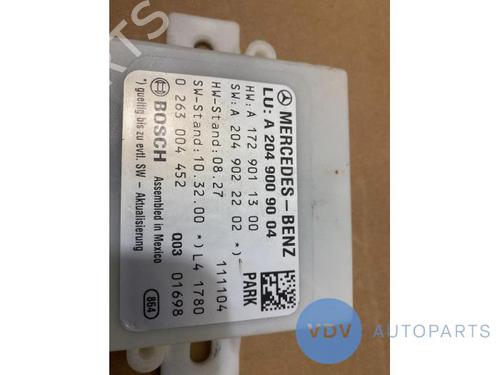 MERCEDES-BENZ
LU: A 204 900 90 04
HW: A 172 901 13 00
SW: A 204 902 22 02 *)
PARK
HW-Stand: 08.27
111104
SW-Stand: 10.32.00 *) L4 1780
0 263 004 452
Q03 01698
BOSCH
Assembled in Mexico
864
*) gueltig bis zu evtl. SW - Aktualisierung
PARTS
VDV AUTOPARTS